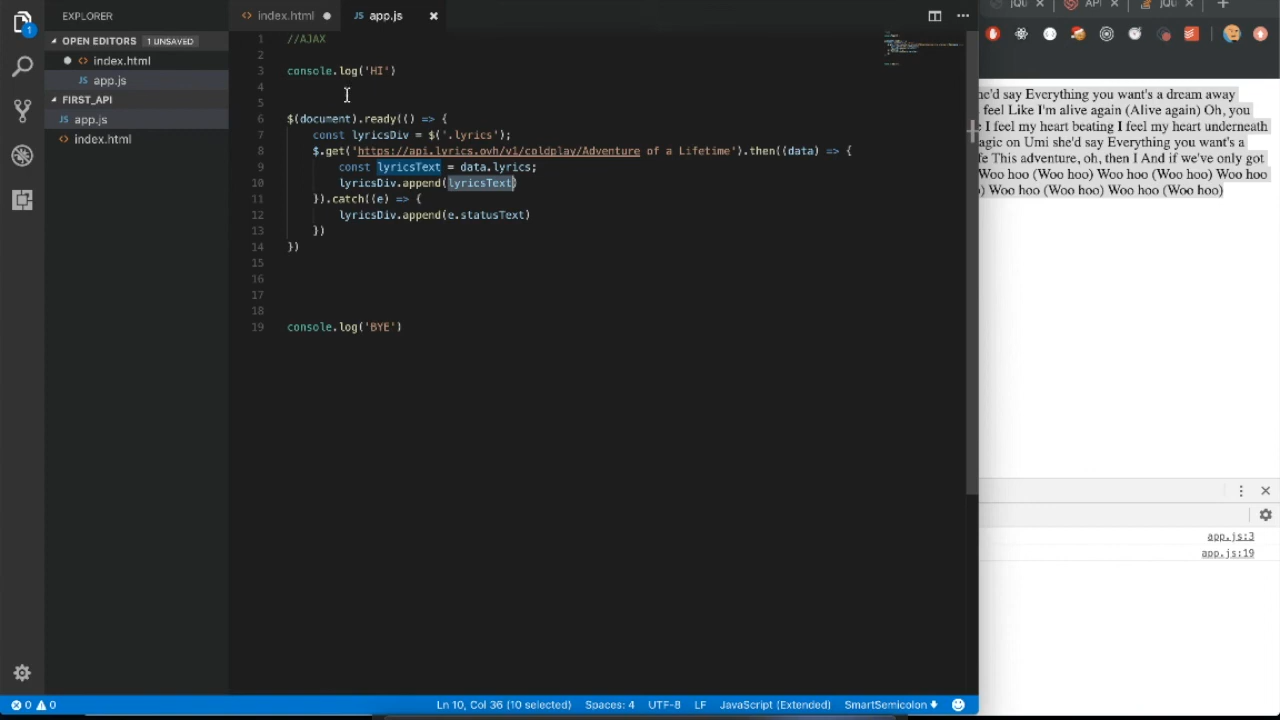 index.html
app.js
jQu
API
jQu
EXPLORER
OPEN EDITORS 1 UNSAVED
index.html
app.js
FIRST_API
app.js
index.html
1 //AJAX
2
3 console.log('HI')
4
5
6 $(document).ready(() => {
7 const lyricsDiv = $('.lyrics');
8 $.get('https://api.lyrics.ovh/v1/coldplay/Adventure of a Lifetime').then((data) => {
9 const lyricsText = data.lyrics;
10 lyricsDiv.append(lyricsText)
11 }).catch((e) => {
12 lyricsDiv.append(e.statusText)
13 })
14 })
15
16
17
18
19 console.log('BYE')
he'd say Everything you want's a dream away
feel Like I'm alive again (Alive again) Oh, you
I feel my heart beating I feel my heart underneath
agic on Umi she'd say Everything you want's a
fe This adventure, oh, then I And if we've only got
Woo hoo (Woo hoo) Woo hoo (Woo hoo) Woo hoo
) Woo hoo (Woo hoo) Woo hoo (Woo hoo)
app.js:3
app.js:19
1
0 0
Ln 10, Col 36 (10 selected) Spaces: 4 UTF-8 LF JavaScript (Extended) SmartSemicolon